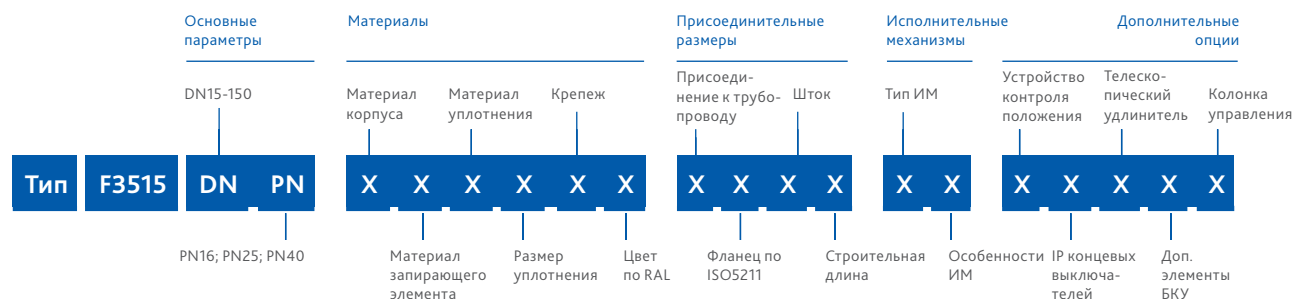 Основные
параметры
Материалы
Присоединительные
размеры
Исполнительные
механизмы
Дополнительные
опции
DN15-150
Материал
корпуса
Материал
уплотнения
Крепеж
Присоеди-
нение к трубо-
проводу
Шток
Тип ИМ
Устройство
контроля
положения
Телеско-
пический
удлинитель
Колонка
управления
Тип F3515 DN PN X X X X X X X X X X X X X X X X X
PN16; PN25; PN40
Материал
запирающего
элемента
Размер
уплотнения
Цвет
по RAL
Фланец по
ISO5211
Строительная
длина
Особенности
ИМ
IP концевых
выключа-
телей
Доп.
элементы
БКУ